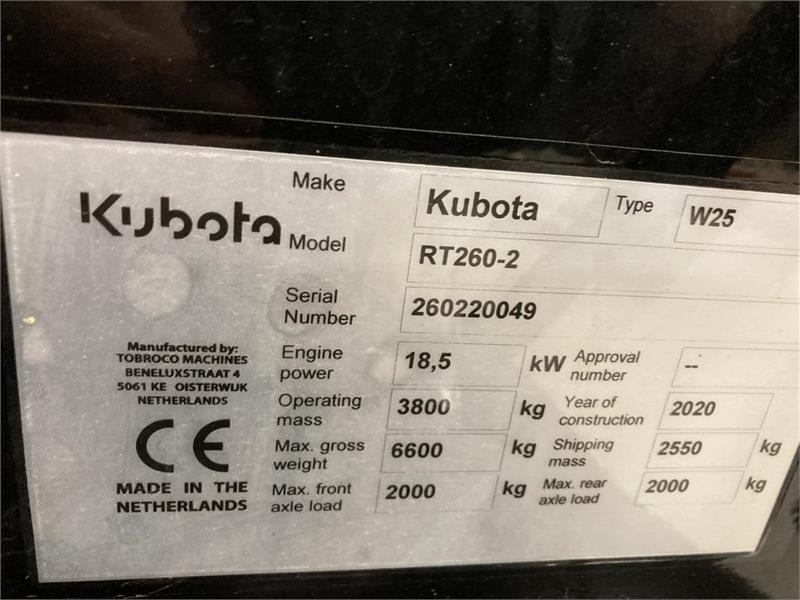 Kubota
Make Kubota Type W25
Model RT260-2
Serial Number 260220049
Manufactured by:
TOBROCO MACHINES
BENELUXSTRAAT 4
5061 KE OISTERWIJK
NETHERLANDS
CE
MADE IN THE
NETHERLANDS
Engine power 18,5 kW Approval number --
Operating mass 3800 kg Year of construction 2020
Max. gross weight 6600 kg Shipping mass 2550 kg
Max. front axle load 2000 kg Max. rear axle load 2000 kg